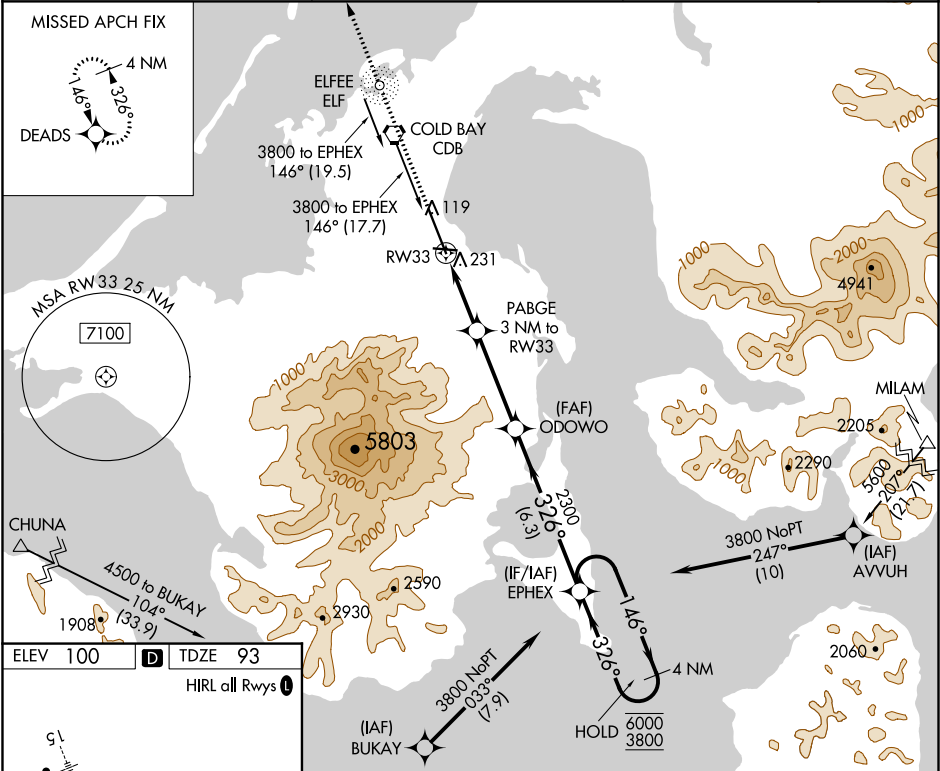 MISSED APCH FIX
4 NM
146°
326°
DEADS
ELFEE
ELF
COLD BAY
CDB
3800 to EPHEX
146° (19.5)
3800 to EPHEX
146° (17.7)
119
RW33
231
PABGE
3 NM to
RW33
1000
1000
2000
4941
MSA RW33 25 NM
7100
1000
5803
3000
2000
(FAF)
ODOWO
MILAM
2205
2290
1000
5600
207°
(21.7)
CHUNA
4500 to BUKAY
104°
(33.9)
1908
2590
2930
2300
326°
(6.3)
(IF/IAF)
EPHEX
3800 NoPT
247°
(10)
(IAF)
AVVUH
146°
326°
4 NM
HOLD
6000
3800
2060
3800 NoPT
033°
(7.9)
(IAF)
BUKAY
ELEV 100 D TDZE 93
HIRL all Rwys L
15